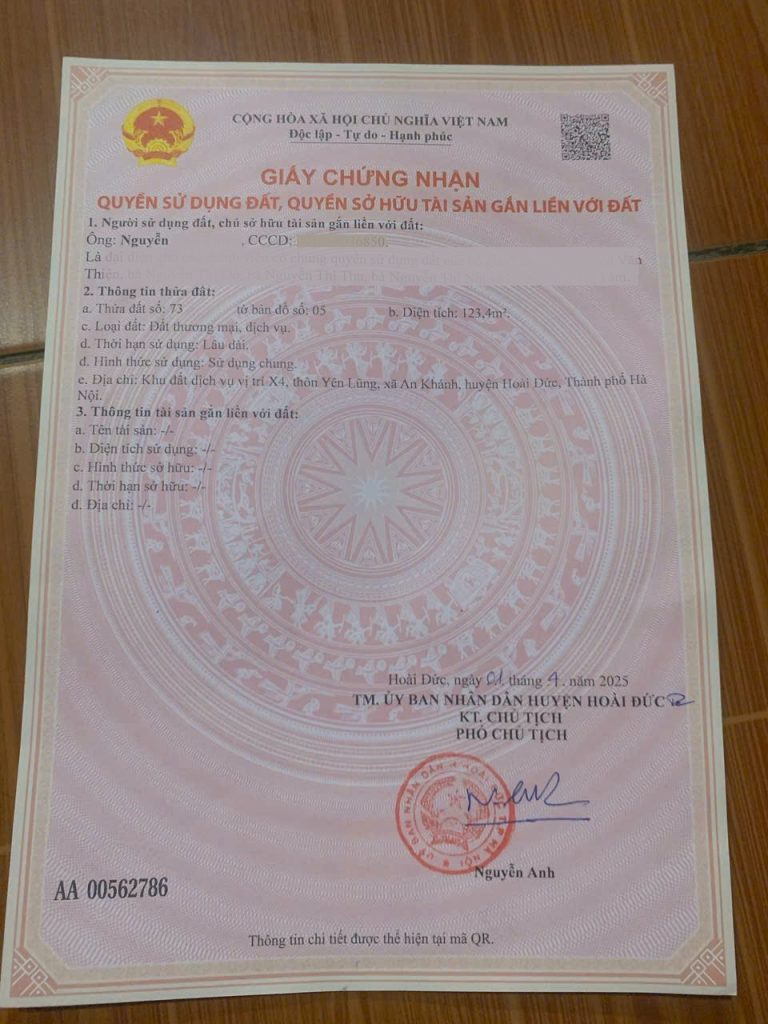 CỘNG HÒA XÃ HỘI CHỦ NGHĨA VIỆT NAM
Độc lập - Tự do - Hạnh phúc
GIẤY CHỨNG NHẬN
QUYỀN SỬ DỤNG ĐẤT, QUYỀN SỞ HỮU TÀI SẢN GẮN LIỀN VỚI ĐẤT
1. Người sử dụng đất, chủ sở hữu tài sản gắn liền với đất:
Ông: Nguyễn , CCCD:
Là
2. Thông tin thửa đất:
a. Thửa đất số: 73 tờ bản đồ số: 05 b. Diện tích: 123,4m².
c. Loại đất: Đất thương mại, dịch vụ.
d. Thời hạn sử dụng: Lâu dài.
đ. Hình thức sử dụng: Sử dụng chung.
e. Địa chỉ: Khu đất dịch vụ vị trí X4, thôn Yên Lũng, xã An Khánh, huyện Hoài Đức, Thành phố Hà
Nội.
3. Thông tin tài sản gắn liền với đất:
a. Tên tài sản: -/-
b. Diện tích sử dụng: -/-
c. Hình thức sở hữu: -/-
d. Thời hạn sở hữu: -/-
đ. Địa chỉ: -/-
Hoài Đức, ngày 01 tháng 4. năm 2025
TM. ỦY BAN NHÂN DÂN HUYỆN HOÀI ĐỨC
KT. CHỦ TỊCH
PHÓ CHỦ TỊCH
Nguyễn Anh
AA 00562786
Thông tin chi tiết được thể hiện tại mã QR.